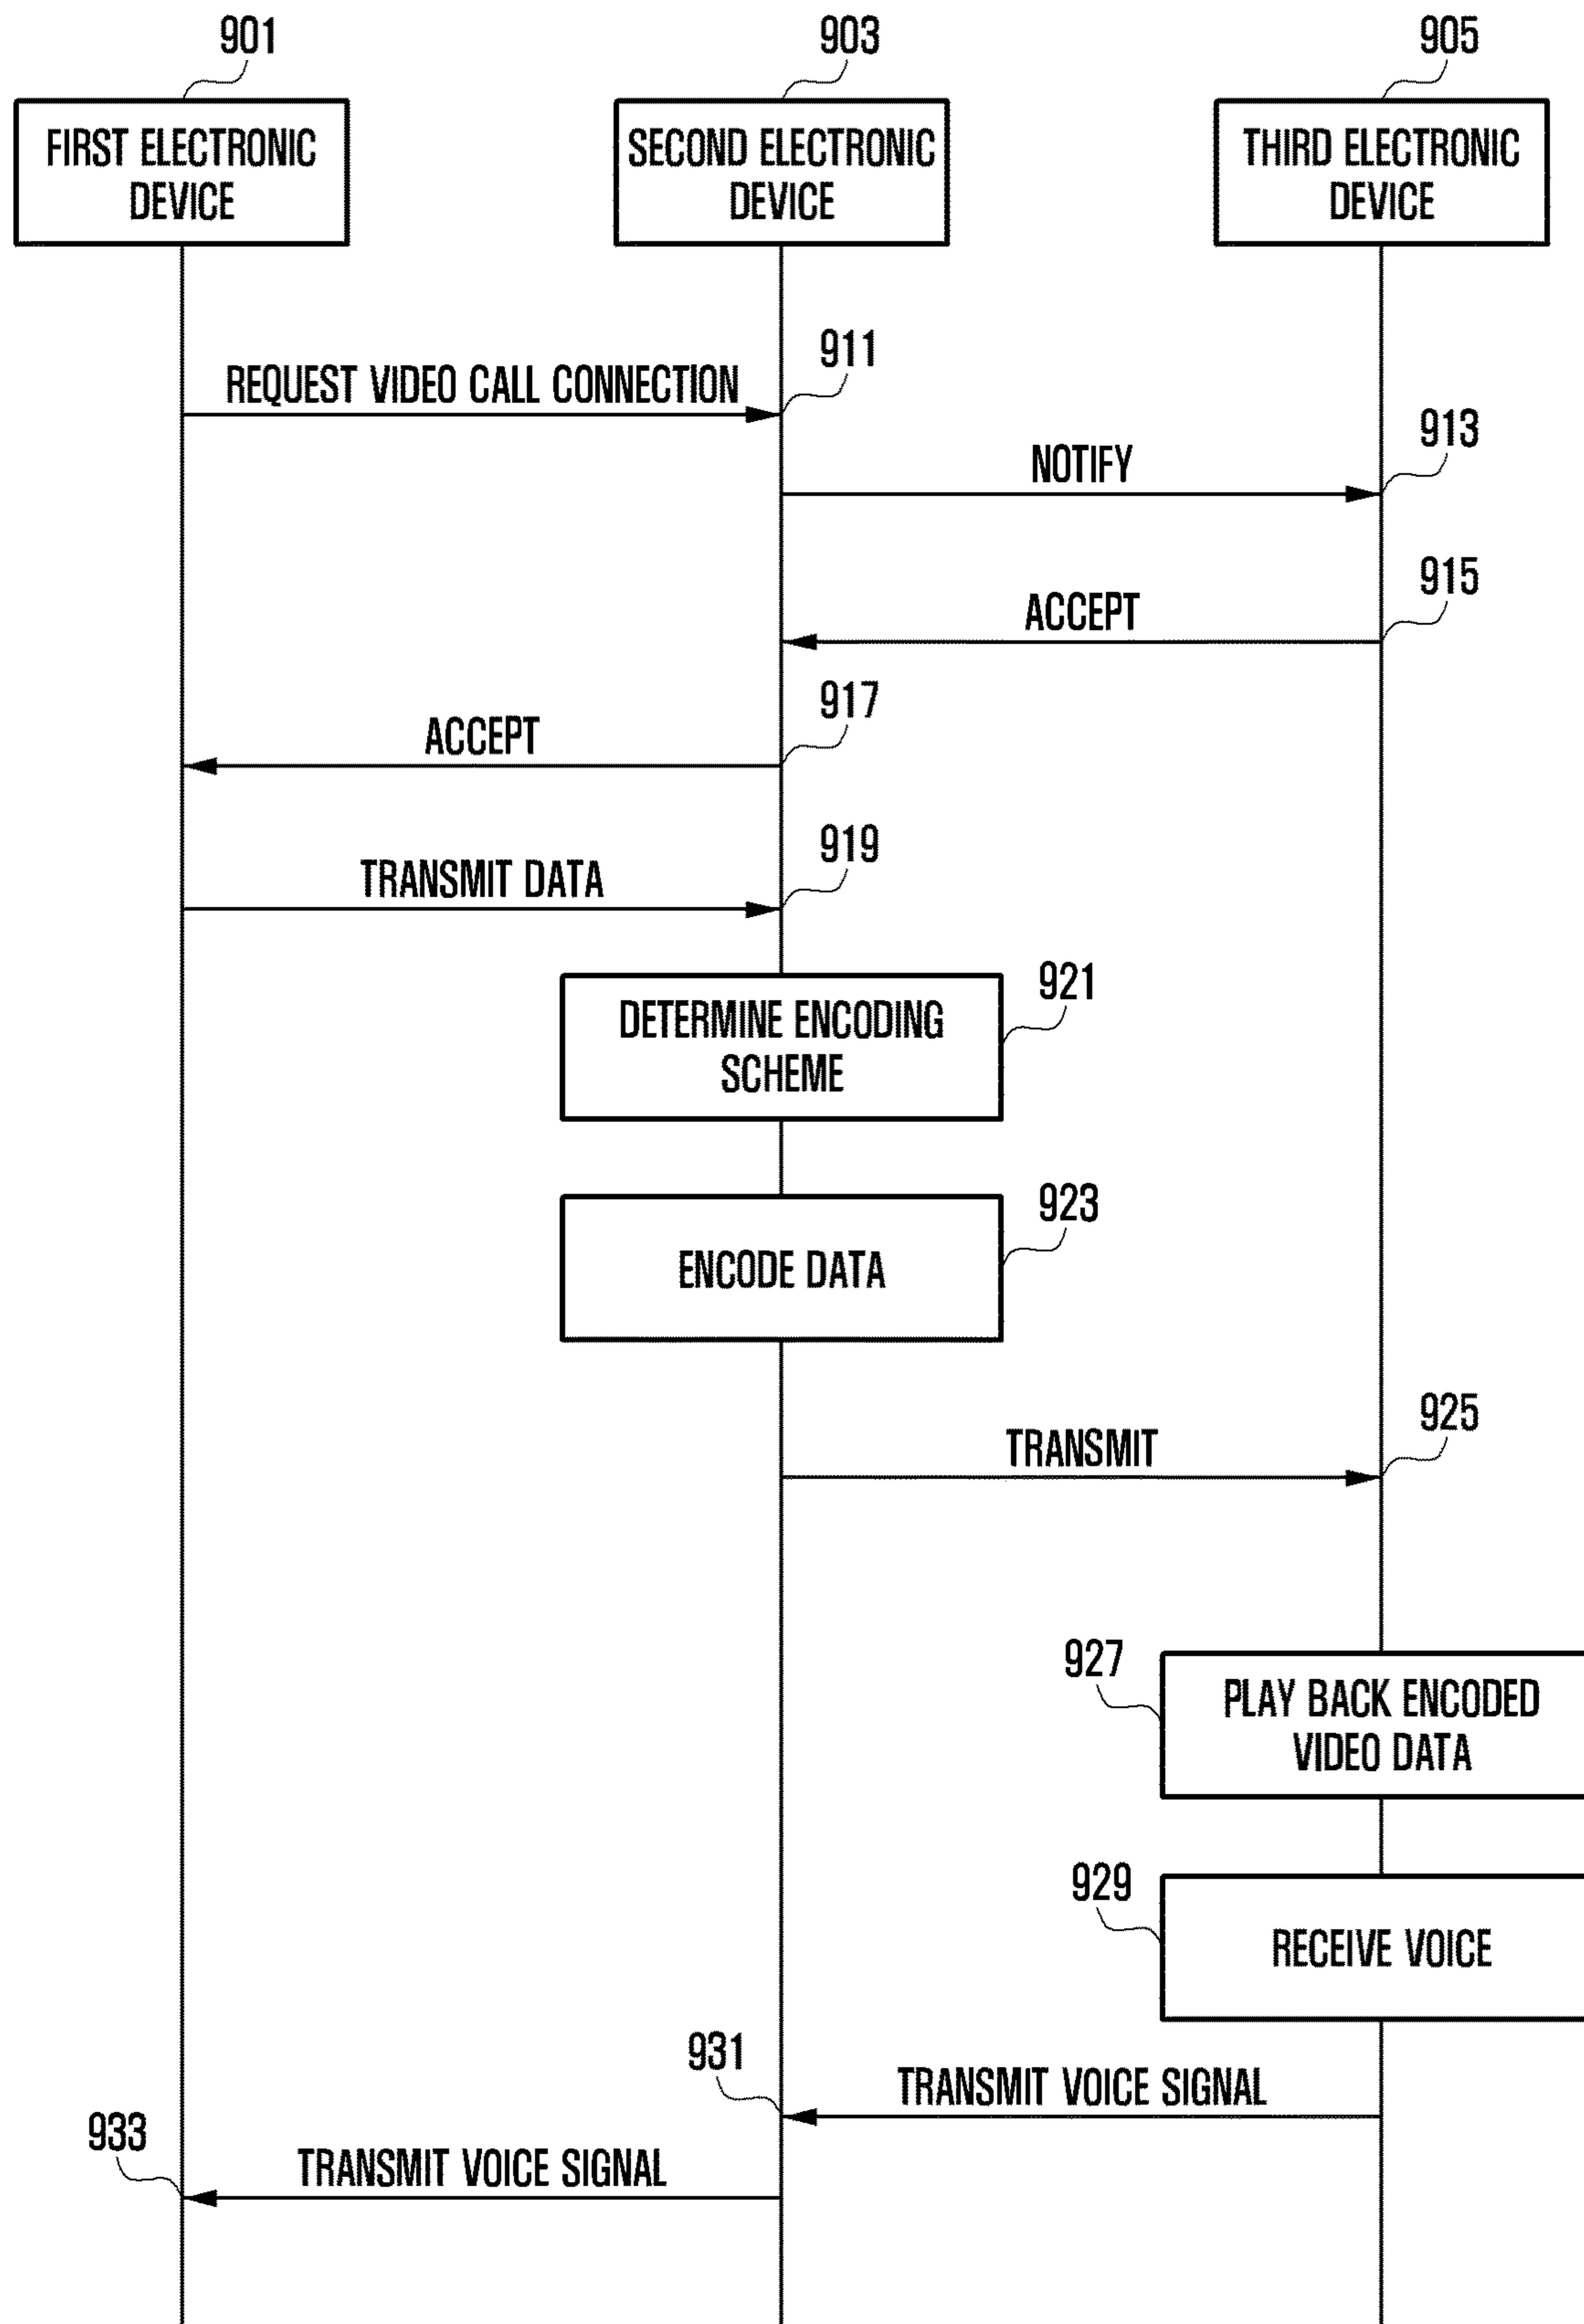 901
903
905
FIRST ELECTRONIC
DEVICE
SECOND ELECTRONIC
DEVICE
THIRD ELECTRONIC
DEVICE
911
REQUEST VIDEO CALL CONNECTION
913
NOTIFY
915
ACCEPT
917
ACCEPT
919
TRANSMIT DATA
921
DETERMINE ENCODING
SCHEME
923
ENCODE DATA
925
TRANSMIT
927
PLAY BACK ENCODED
VIDEO DATA
929
RECEIVE VOICE
931
TRANSMIT VOICE SIGNAL
933
TRANSMIT VOICE SIGNAL